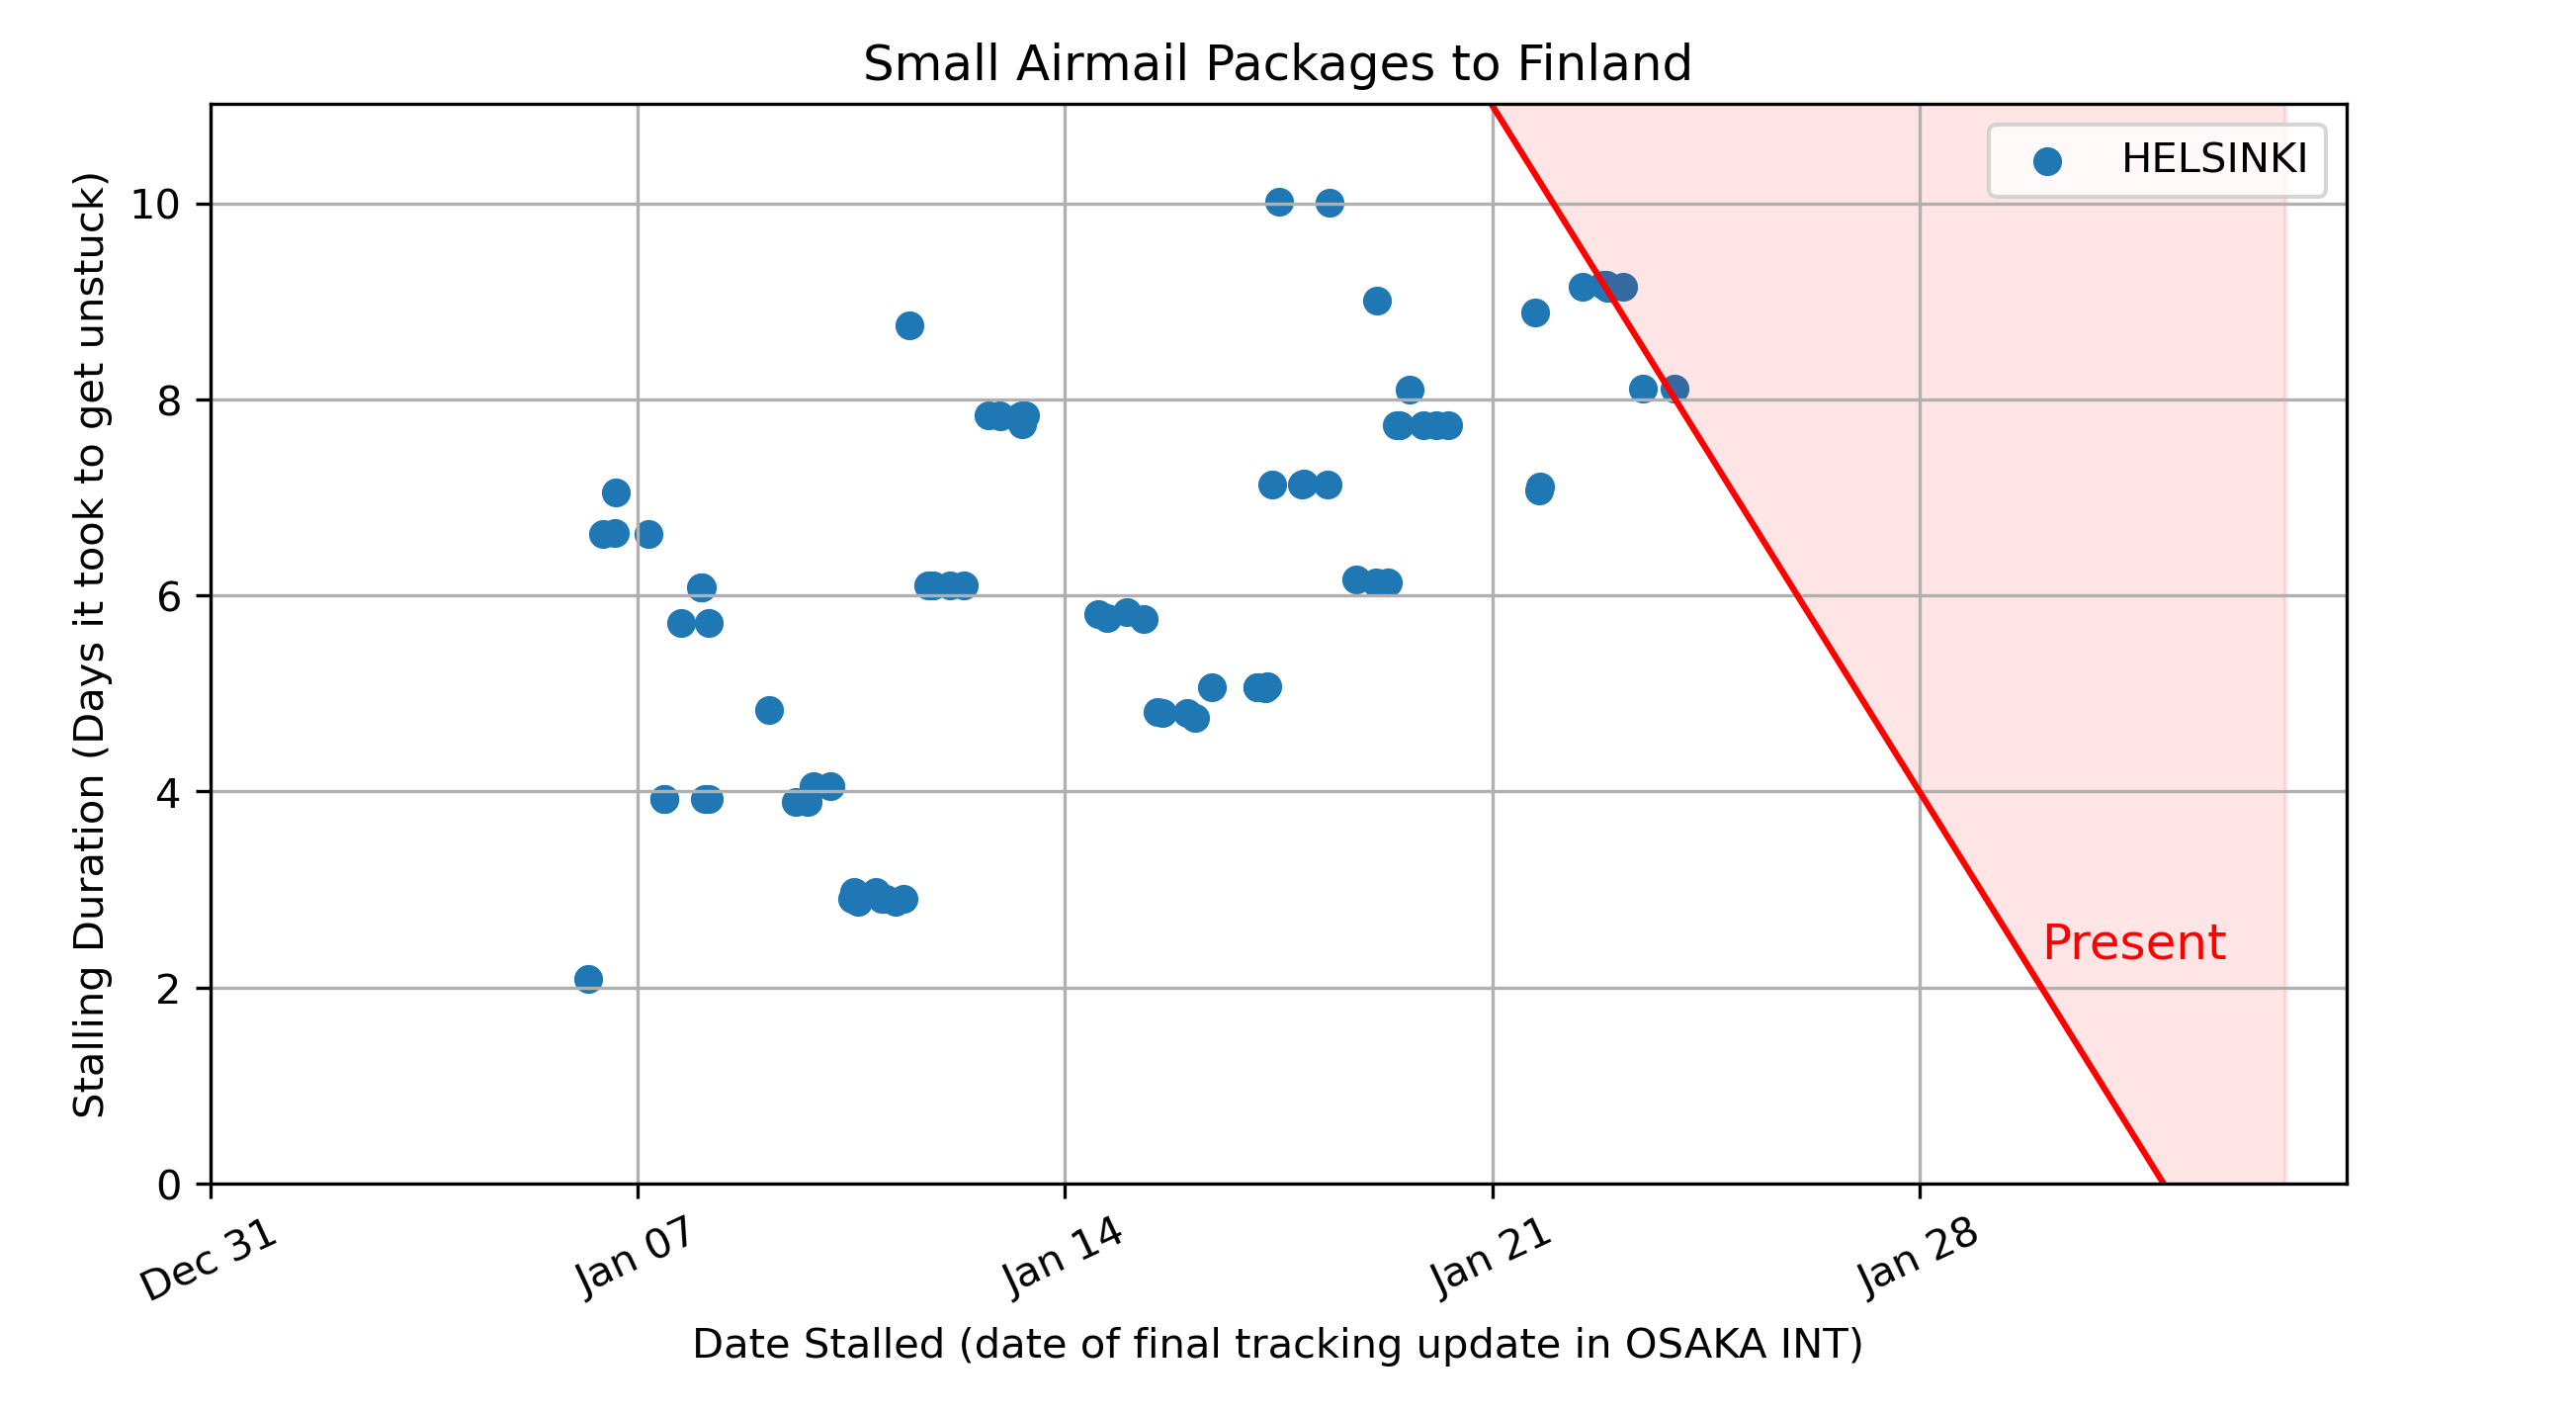 Small Airmail Packages to Finland
HELSINKI
Stalling Duration (Days it took to get unstuck)
10
8
6
4
2
0
Present
Dec 31
Jan 07
Jan 14
Jan 21
Jan 28
Date Stalled (date of final tracking update in OSAKA INT)